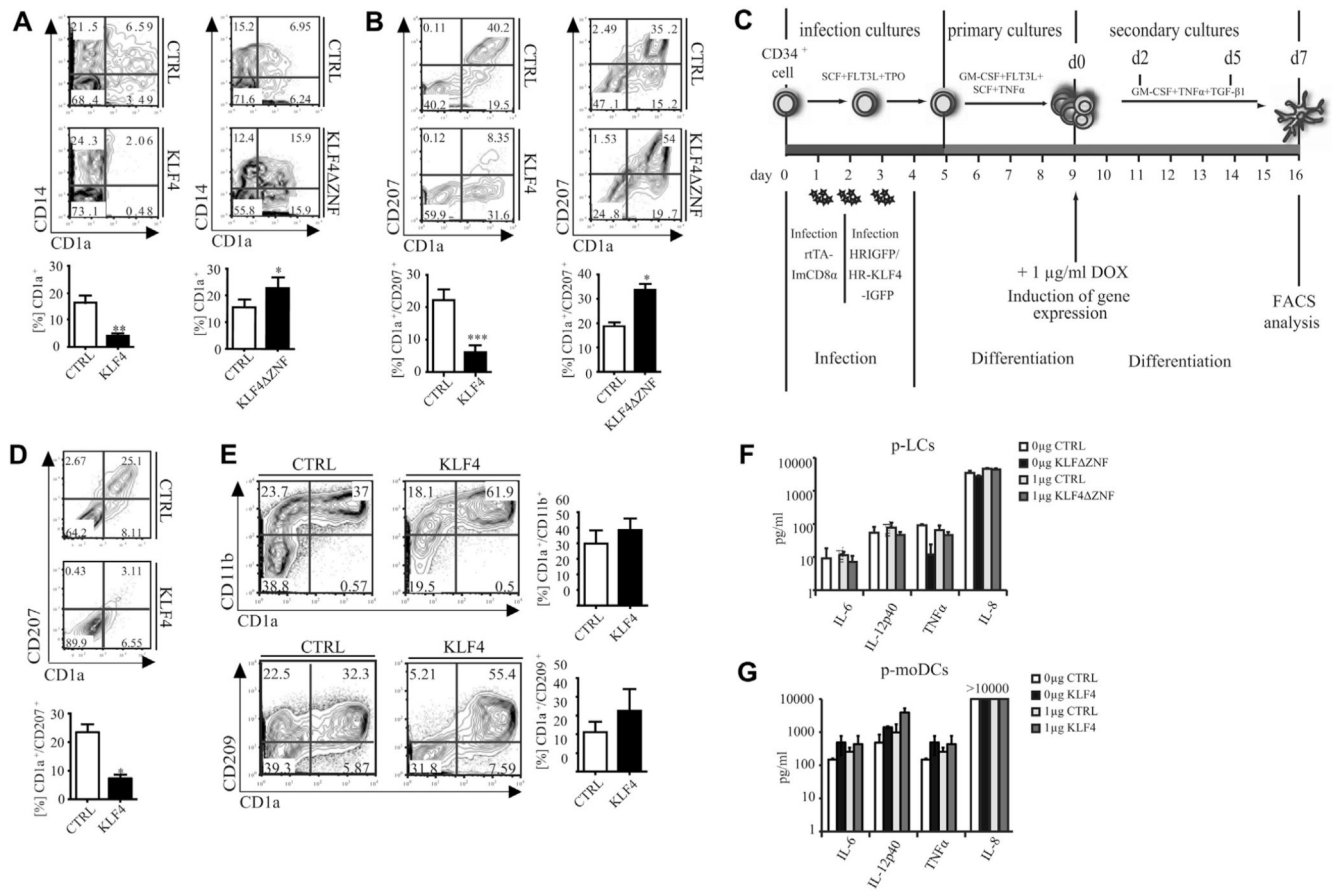 A
21.5
6.59
68.4
3.49
CTRL
24.3
2.06
73.1
0.48
KLF4
CD14
CD1a
15.2
6.95
71.6
6.24
CTRL
12.4
15.9
55.8
15.9
KLF4ΔZNF
CD14
CD1a
[%] CD1a+
30
20
10
0
**
CTRL
KLF4
[%] CD1a+
30
20
10
0
*
CTRL
KLF4ΔZNF
B
0.11
40.2
40.2
19.5
CTRL
0.12
8.35
59.9
31.6
KLF4
CD207
CD1a
2.49
35.2
47.1
15.2
CTRL
1.53
54
24.8
19.7
KLF4ΔZNF
CD207
CD1a
[%] CD1a+/CD207+
30
20
10
0
***
CTRL
KLF4
[%] CD1a+/CD207+
40
30
20
10
0
*
CTRL
KLF4ΔZNF
C
infection cultures
primary cultures
secondary cultures
CD34+
cell
d0
d2
d5
d7
SCF+FLT3L+TPO
GM-CSF+FLT3L+
SCF+TNFα
GM-CSF+TNFα+TGF-β1
day 0 1 2 3 4 5 6 7 8 9 10 11 12 13 14 15 16
Infection
rtTA-
ImCD8α
Infection
HRIGFP/
HR-KLF4
-IGFP
+ 1 µg/ml DOX
Induction of gene
expression
FACS
analysis
Infection
Differentiation
Differentiation
D
2.67
25.1
64.2
8.11
CTRL
0.43
3.11
89.9
6.55
KLF4
CD207
CD1a
[%] CD1a+/CD207+
30
20
10
0
*
CTRL
KLF4
E
CTRL
KLF4
23.7
37
38.8
0.57
18.1
61.9
19.5
0.5
CD11b
CD1a
[%] CD1a+/CD11b+
60
50
40
30
20
10
0
CTRL
KLF4
CTRL
KLF4
22.5
32.3
39.3
5.87
5.21
55.4
31.8
7.59
CD209
CD1a
[%] CD1a+/CD209+
40
30
20
10
0
CTRL
KLF4
F
p-LCs
pg/ml
10000
1000
100
10
1
IL-6
IL-12p40
TNFα
IL-8
0µg CTRL
0µg KLFΔZNF
1µg CTRL
1µg KLF4ΔZNF
G
p-moDCs
>10000
pg/ml
10000
1000
100
10
1
IL-6
IL-12p40
TNFα
IL-8
0µg CTRL
0µg KLF4
1µg CTRL
1µg KLF4